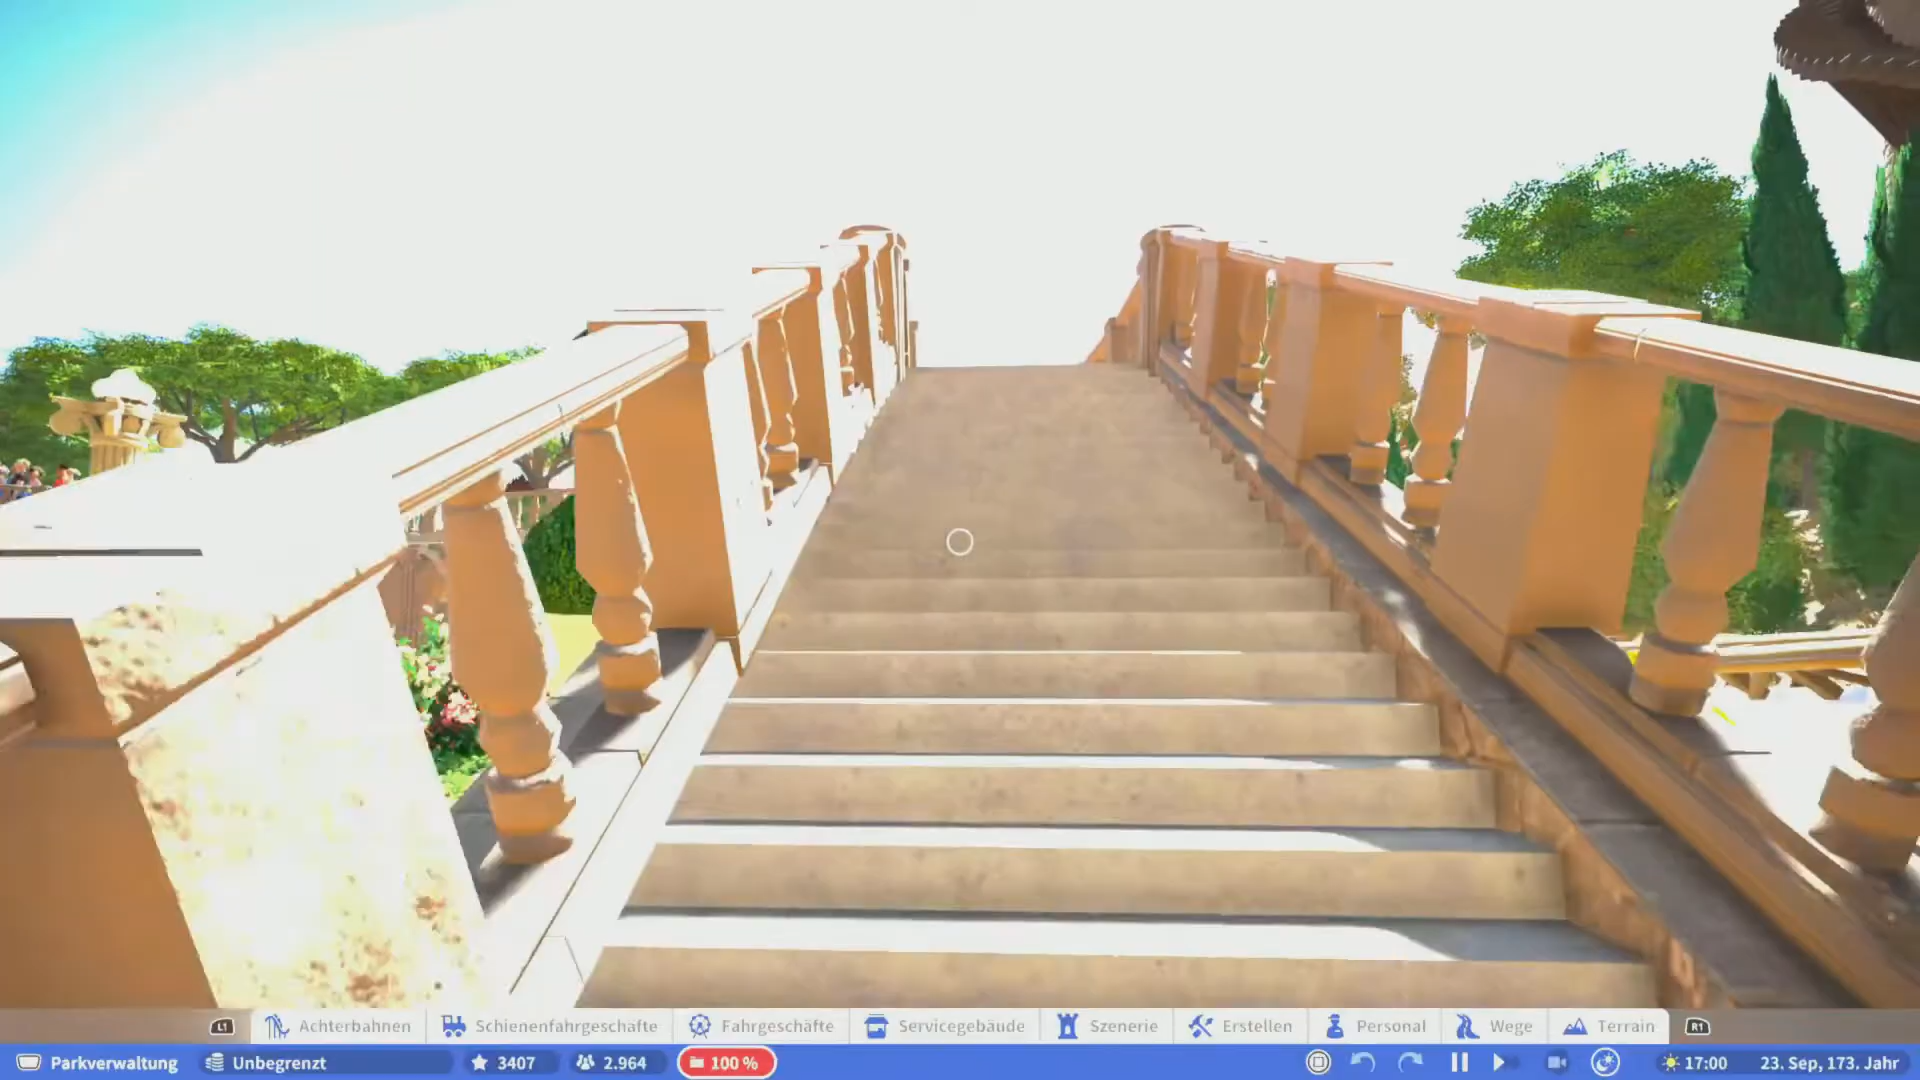 L1 Achterbahnen Schienenfahrgeschäfte Fahrgeschäfte Servicegebäude Szenerie Erstellen Personal Wege Terrain R1
Parkverwaltung Unbegrenzt 3407 2.964 100 % 17:00 23. Sep, 173. Jahr